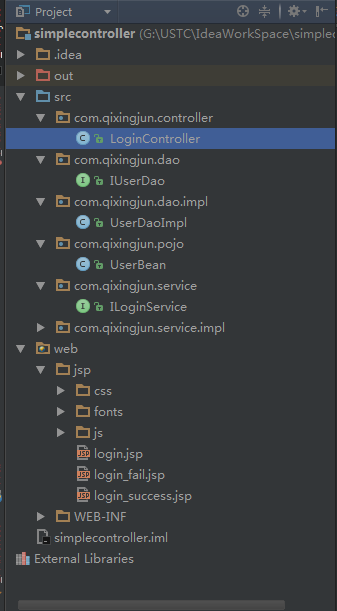 Project
simplecontroller (G:\USTC\IdeaWorkSpace\simplec
.idea
out
src
com.qixingjun.controller
LoginController
com.qixingjun.dao
IUserDao
com.qixingjun.dao.impl
UserDaoImpl
com.qixingjun.pojo
UserBean
com.qixingjun.service
ILoginService
com.qixingjun.service.impl
web
jsp
css
fonts
js
login.jsp
login_fail.jsp
login_success.jsp
WEB-INF
simplecontroller.iml
External Libraries